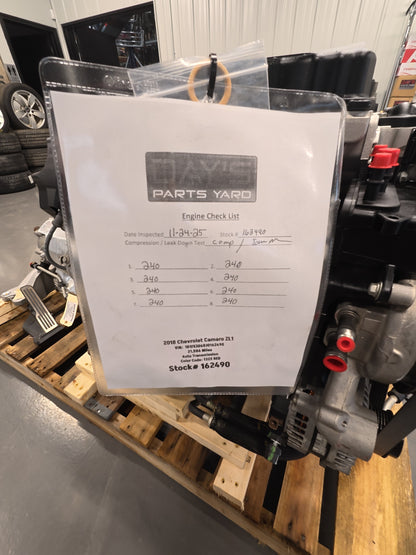 DAY'S
PARTS YARD
Engine Check List
Date Inspected 11-24-25 Stock # 162490
Compression / Leak Down Test Comp /
1. 240 2. 240
3. 240 4. 240
5. 240 6. 240
7. 240 8. 240
2018 Chevrolet Camaro ZL1
21,984 Miles
Auto Transmission
Stock# 162490